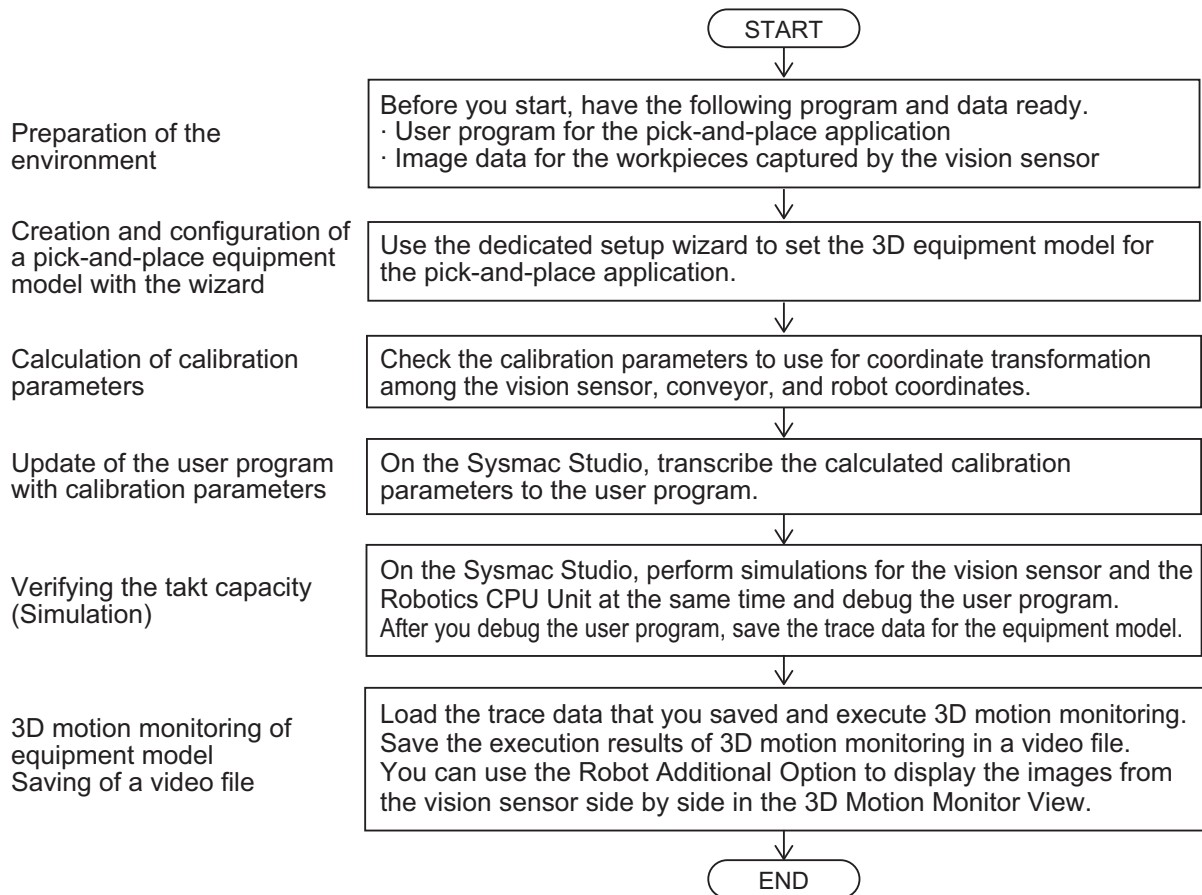 START
Preparation of the
environment
Before you start, have the following program and data ready.
· User program for the pick-and-place application
· Image data for the workpieces captured by the vision sensor
Creation and configuration of
a pick-and-place equipment
model with the wizard
Use the dedicated setup wizard to set the 3D equipment model for
the pick-and-place application.
Calculation of calibration
parameters
Check the calibration parameters to use for coordinate transformation
among the vision sensor, conveyor, and robot coordinates.
Update of the user program
with calibration parameters
On the Sysmac Studio, transcribe the calculated calibration
parameters to the user program.
Verifying the takt capacity
(Simulation)
On the Sysmac Studio, perform simulations for the vision sensor and the
Robotics CPU Unit at the same time and debug the user program.
After you debug the user program, save the trace data for the equipment model.
3D motion monitoring of
equipment model
Saving of a video file
Load the trace data that you saved and execute 3D motion monitoring.
Save the execution results of 3D motion monitoring in a video file.
You can use the Robot Additional Option to display the images from
the vision sensor side by side in the 3D Motion Monitor View.
END